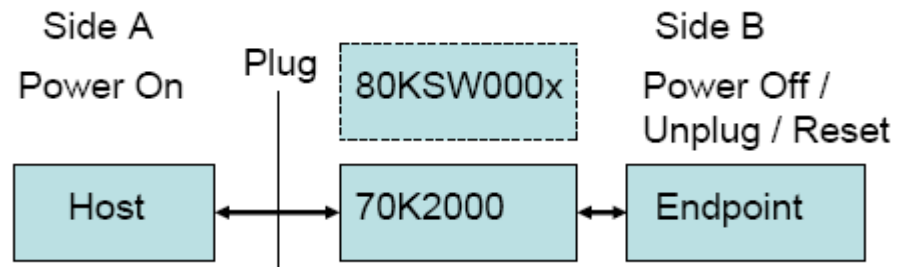 Side A
Power On
Plug
80KSW000x
Side B
Power Off /
Unplug / Reset
Host
70K2000
Endpoint